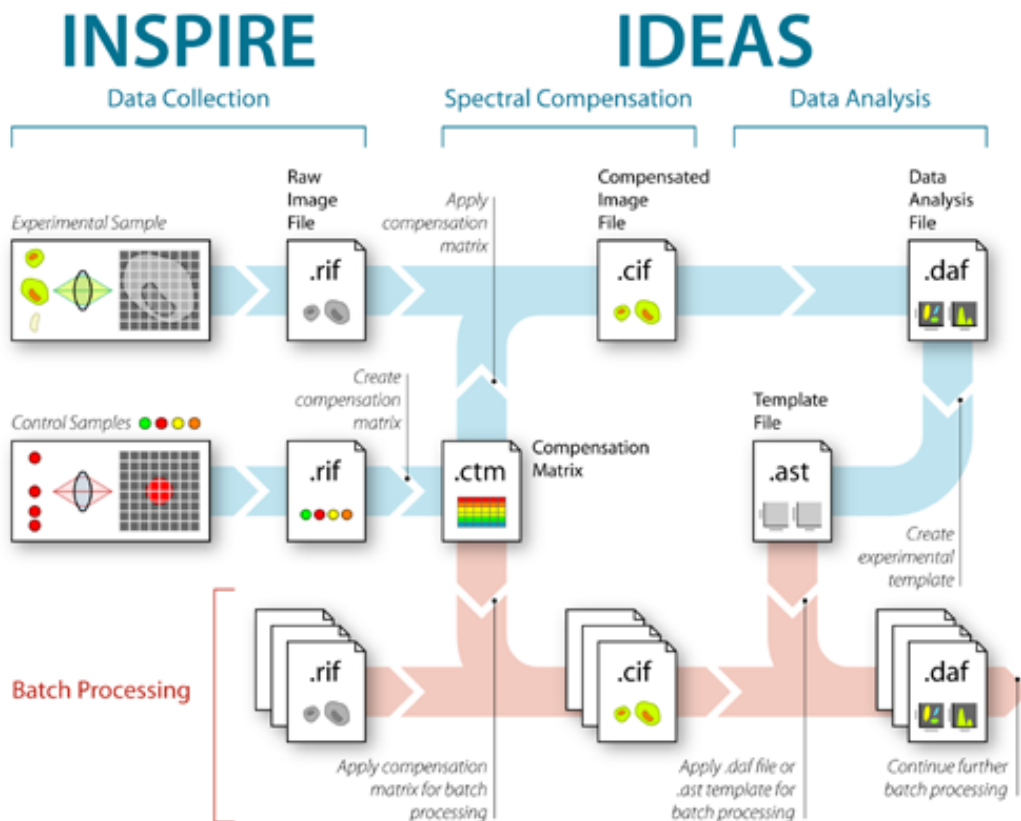 INSPIRE
IDEAS
Data Collection
Spectral Compensation
Data Analysis
Experimental Sample
Raw
Image
File
Apply
compensation
matrix
Compensated
Image
File
Data
Analysis
File
.rif
.cif
.daf
Control Samples
Create
compensation
matrix
.rif
.ctm
Compensation
Matrix
Template
File
.ast
Create
experimental
template
Batch Processing
.rif
.cif
.daf
Apply compensation
matrix for batch
processing
Apply .daf file or
.ast template for
batch processing
Continue further
batch processing